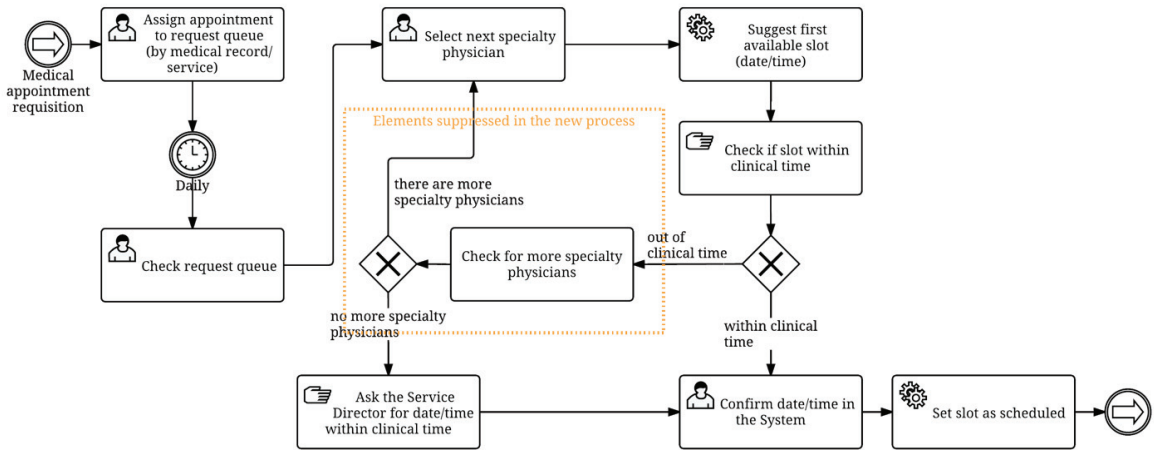 Medical
appointment
requisition
Assign appointment
to request queue
(by medical record/
service)
Daily
Check request queue
Select next specialty
physician
Suggest first
available slot
(date/time)
Check if slot within
clinical time
Elements suppressed in the new process
there are more
specialty physicians
Check for more specialty
physicians
out of
clinical time
no more specialty
physicians
within clinical
time
Ask the Service
Director for date/time
within clinical time
Confirm date/time in
the System
Set slot as scheduled